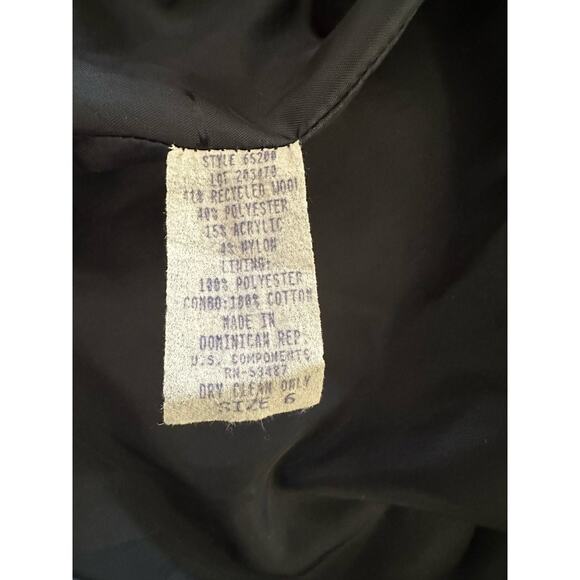 STYLE 65200
LOT 203470
41% RECYCLED WOOL
40% POLYESTER
15% ACRYLIC
4% NYLON
LINING:
100% POLYESTER
COMBO:100% COTTON
MADE IN
DOMINICAN REP.
U.S. COMPONENTS
RN-53487
DRY CLEAN ONLY
SIZE 6